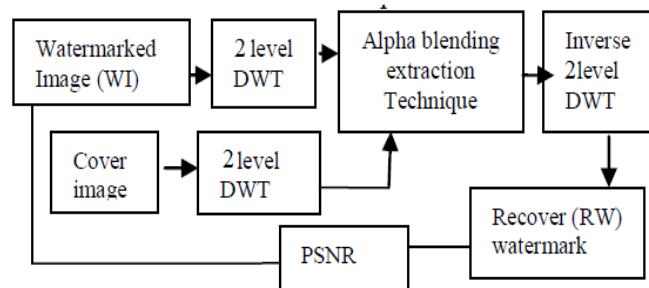 Watermarked
Image (WI)
2 level
DWT
Alpha blending
extraction
Technique
Inverse
2level
DWT
Cover
image
2 level
DWT
Recover (RW)
watermark
PSNR